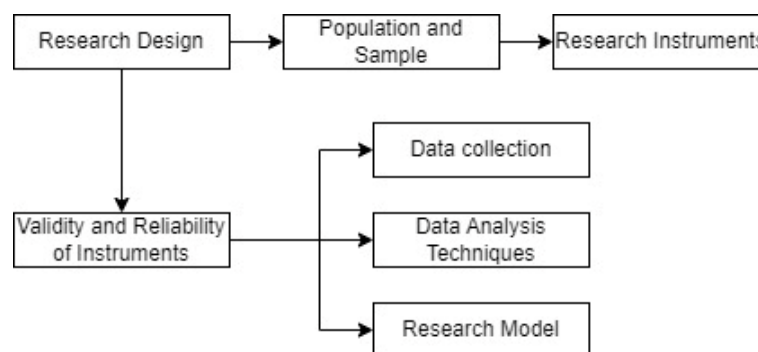 Research Design
Population and
Sample
Research Instruments
Data collection
Validity and Reliability
of Instruments
Data Analysis
Techniques
Research Model